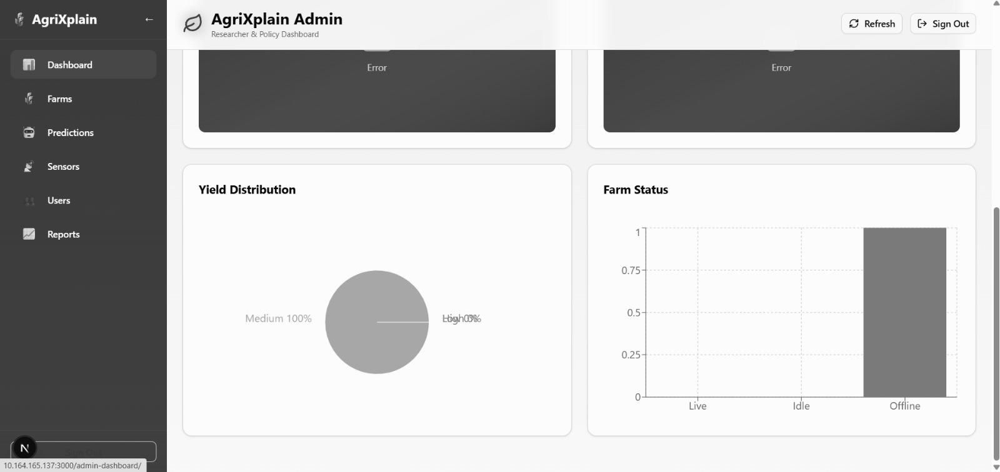 AgriXplain
←
Dashboard
Farms
Predictions
Sensors
Users
Reports
Sign Out
N
10.164.165.137:3000/admin-dashboard/
AgriXplain Admin
Researcher & Policy Dashboard
Refresh
Sign Out
Error
Error
Yield Distribution
Medium 100%
High 0%
Low 0%
Farm Status
1
0.75
0.5
0.25
0
Live
Idle
Offline